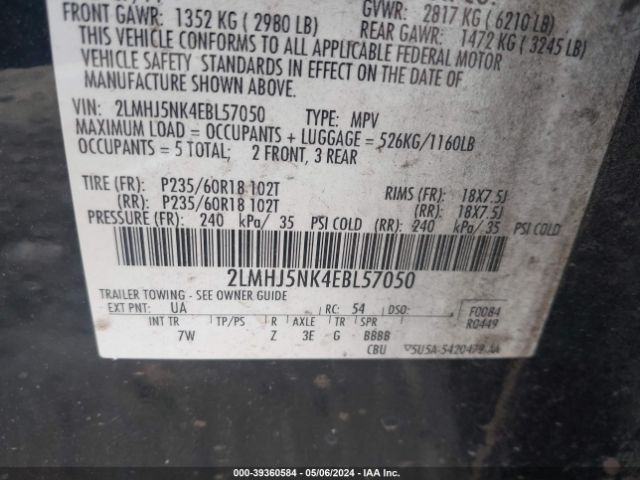 FRONT GAWR: 1352 KG ( 2980 LB) GVWR: 2817 KG ( 6210 LB)
REAR GAWR: 1472 KG ( 3245 LB)
THIS VEHICLE CONFORMS TO ALL APPLICABLE FEDERAL MOTOR
VEHICLE SAFETY STANDARDS IN EFFECT ON THE DATE OF
MANUFACTURE SHOWN ABOVE.
VIN: 2LMHJ5NK4EBL57050 TYPE: MPV
MAXIMUM LOAD = OCCUPANTS + LUGGAGE = 526KG/1160LB
OCCUPANTS = 5 TOTAL; 2 FRONT, 3 REAR
TIRE (FR): P235/60R18 102T RIMS (FR): 18X7.5J
(RR): P235/60R18 102T (RR): 18X7.5J
PRESSURE (FR): 240 kPa/ 35 PSI COLD (RR): 240 kPa/ 35 PSI COLD
2LMHJ5NK4EBL57050
TRAILER TOWING - SEE OWNER GUIDE
EXT PNT: UA RC: 54 DSO: F0084
R0449
INT TR TP/PS R AXLE TR SPR
7W Z 3E G BBBB
CBU 5U5A-5420472-AA
000-39360584 / 05/06/2024 / IAA Inc.